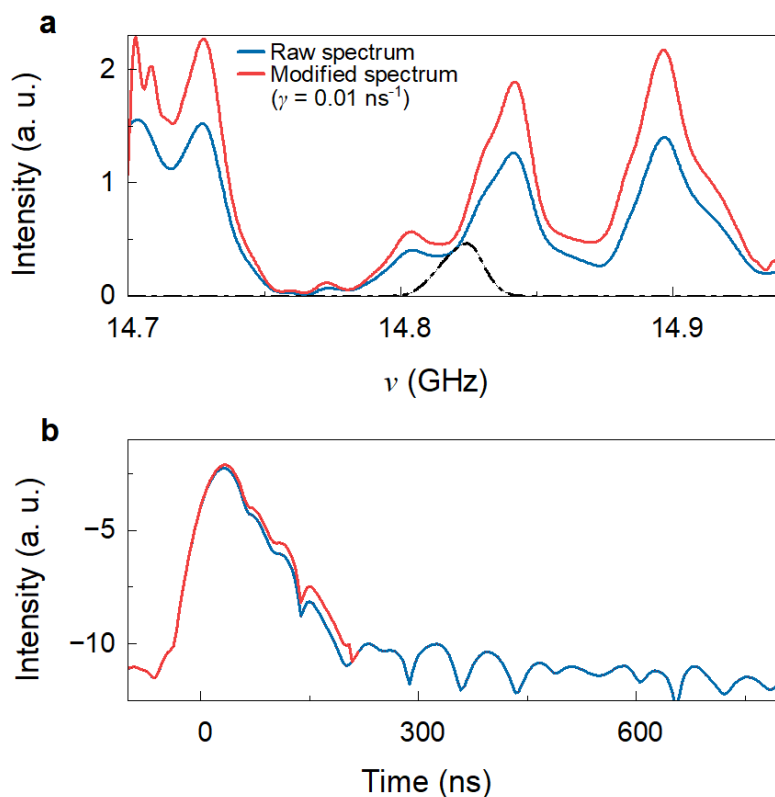 a
Raw spectrum
Modified spectrum
(γ = 0.01 ns⁻¹)
Intensity (a. u.)
2
1
0
14.7
14.8
14.9
ν (GHz)
b
Intensity (a. u.)
−5
−10
0
300
600
Time (ns)